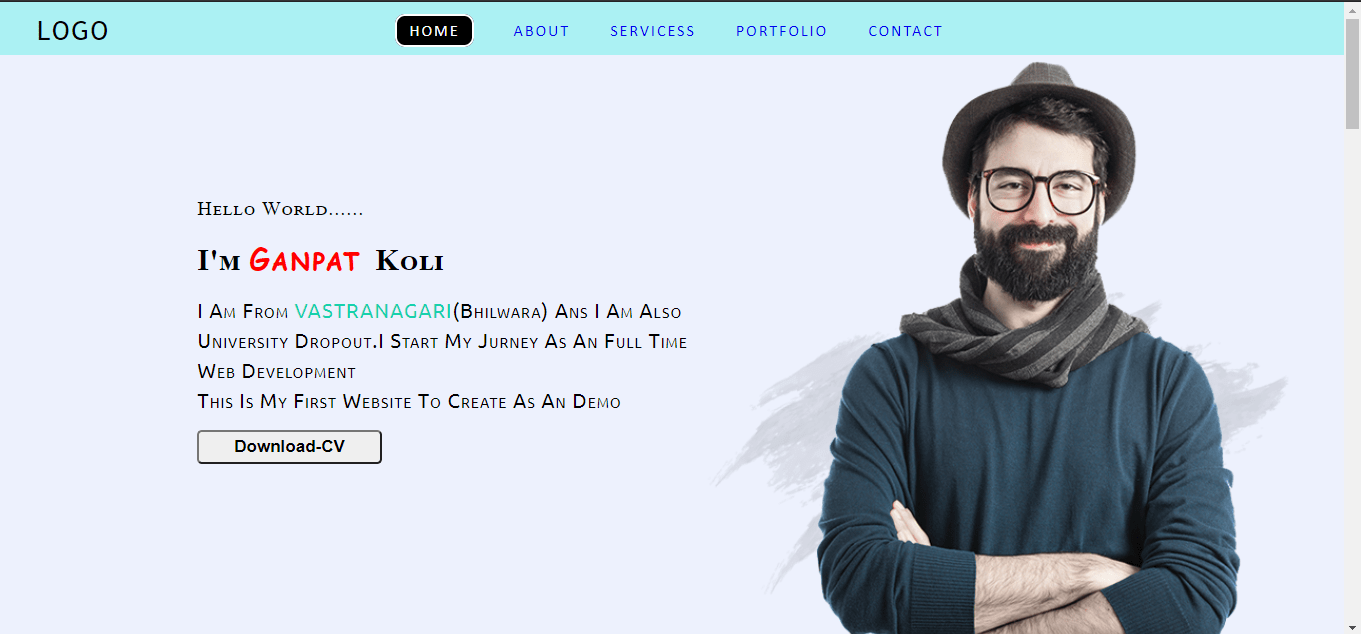 LOGO
HOME ABOUT SERVICESS PORTFOLIO CONTACT
Hello World......
I'm Ganpat Koli
I Am From VASTRANAGARI(Bhilwara) Ans I Am Also
University Dropout.I Start My Jurney As An Full Time
Web Development
This Is My First Website To Create As An Demo
Download-CV